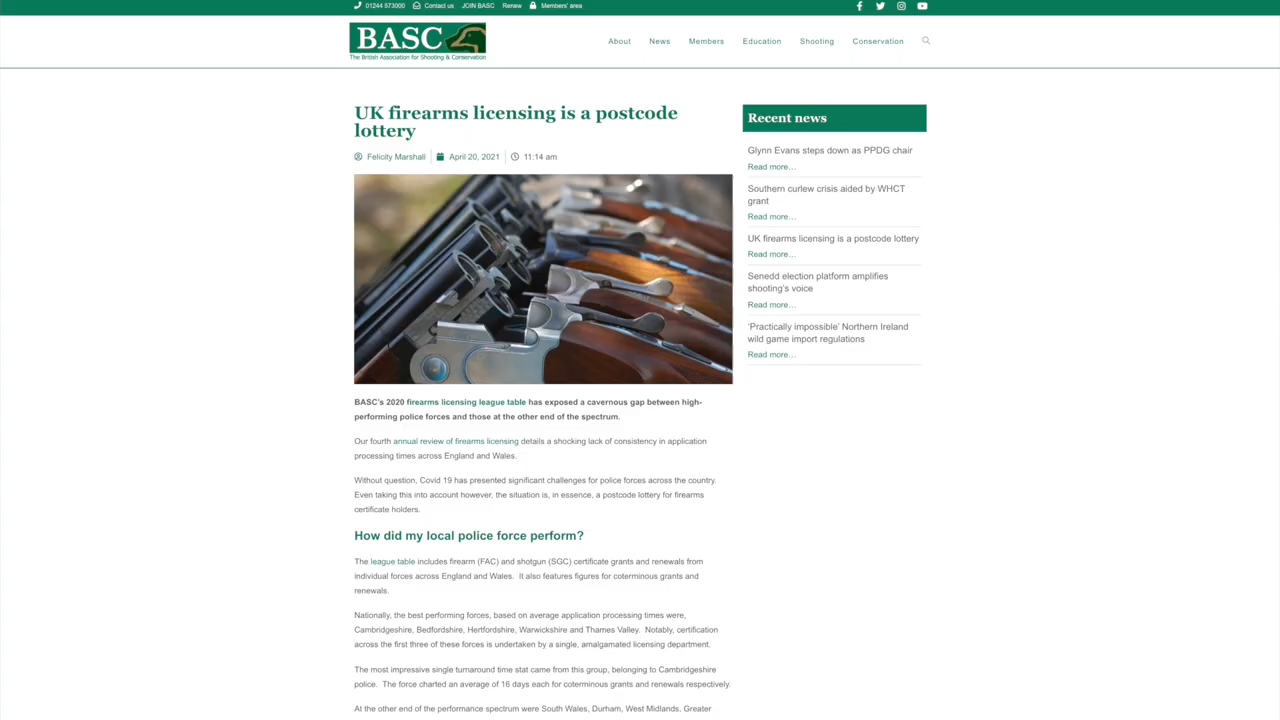 01244 573000 Contact us JOIN BASC Renew Members' area
BASC
The British Association for Shooting & Conservation
About News Members Education Shooting Conservation
UK firearms licensing is a postcode
lottery
Felicity Marshall April 20, 2021 11:14 am
BASC's 2020 firearms licensing league table has exposed a cavernous gap between high-
performing police forces and those at the other end of the spectrum.
Our fourth annual review of firearms licensing details a shocking lack of consistency in application
processing times across England and Wales.
Without question, Covid 19 has presented significant challenges for police forces across the country.
Even taking this into account however, the situation is, in essence, a postcode lottery for firearms
certificate holders.
How did my local police force perform?
The league table includes firearm (FAC) and shotgun (SGC) certificate grants and renewals from
individual forces across England and Wales. It also features figures for coterminous grants and
renewals.
Nationally, the best performing forces, based on average application processing times were,
Cambridgeshire, Bedfordshire, Hertfordshire, Warwickshire and Thames Valley. Notably, certification
across the first three of these forces is undertaken by a single, amalgamated licensing department.
The most impressive single turnaround time stat came from this group, belonging to Cambridgeshire
police. The force charted an average of 16 days each for coterminous grants and renewals respectively.
At the other end of the performance spectrum were South Wales, Durham, West Midlands, Greater
Recent news
Glynn Evans steps down as PPDG chair
Read more...
Southern curlew crisis aided by WHCT
grant
Read more...
UK firearms licensing is a postcode lottery
Read more...
Senedd election platform amplifies
shooting's voice
Read more...
'Practically impossible' Northern Ireland
wild game import regulations
Read more...